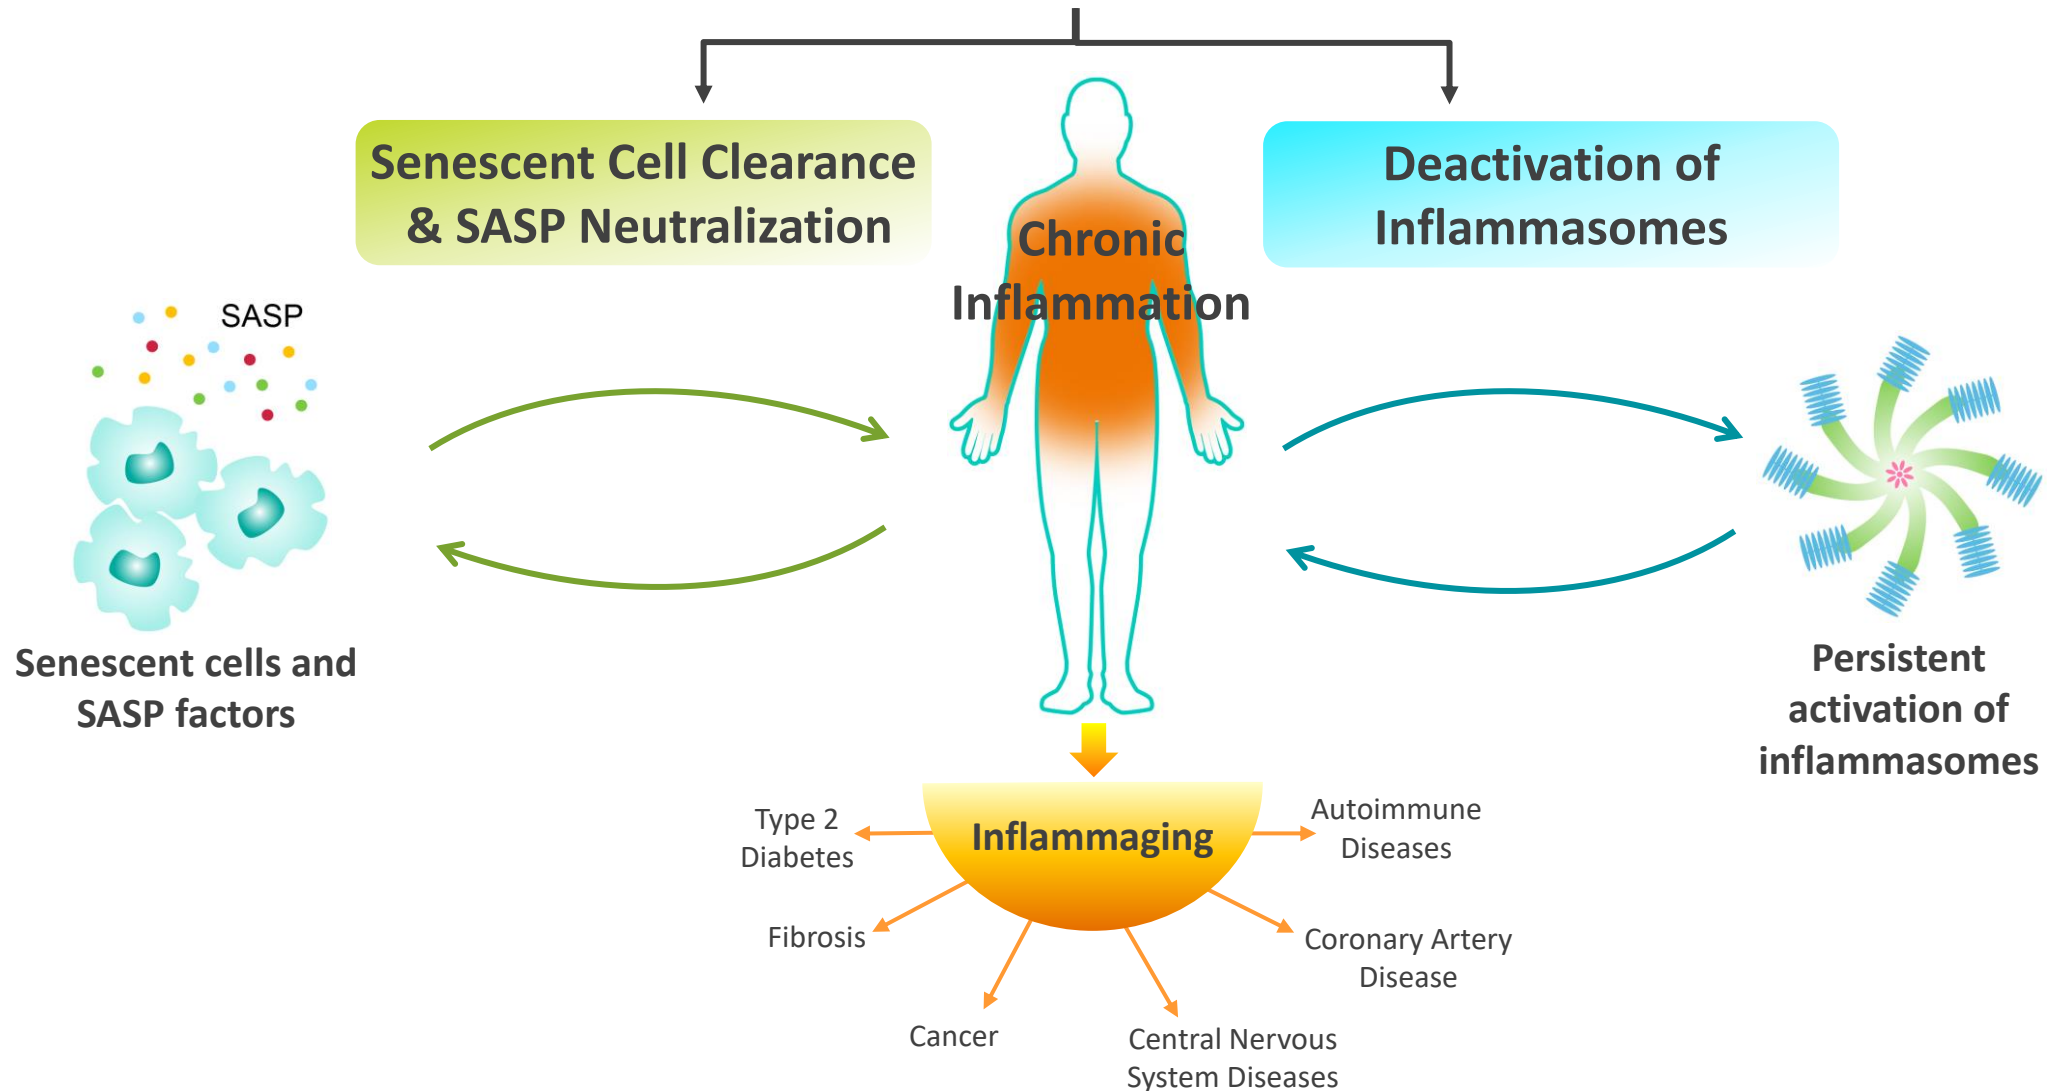 Senescent Cell Clearance
& SASP Neutralization
Chronic
Inflammation
Deactivation of
Inflammasomes
SASP
Senescent cells and
SASP factors
Persistent
activation of
inflammasomes
Inflammaging
Type 2
Diabetes
Fibrosis
Cancer
Central Nervous
System Diseases
Coronary Artery
Disease
Autoimmune
Diseases